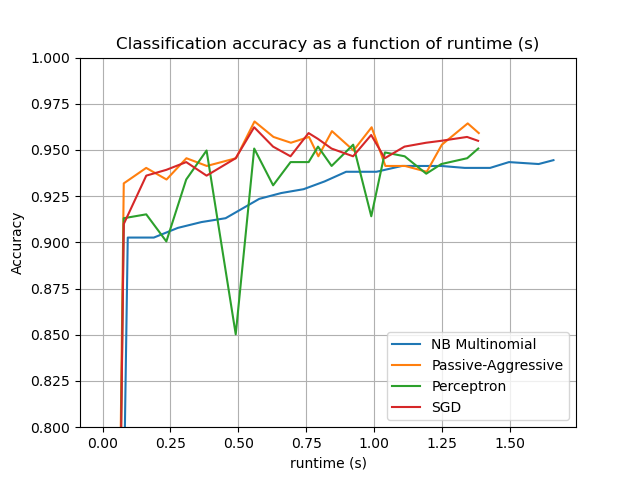 Classification accuracy as a function of runtime (s)
1.000
0.975
0.950
0.925
0.900
0.875
0.850
0.825
0.800
Accuracy
NB Multinomial
Passive-Aggressive
Perceptron
SGD
0.00 0.25 0.50 0.75 1.00 1.25 1.50
runtime (s)